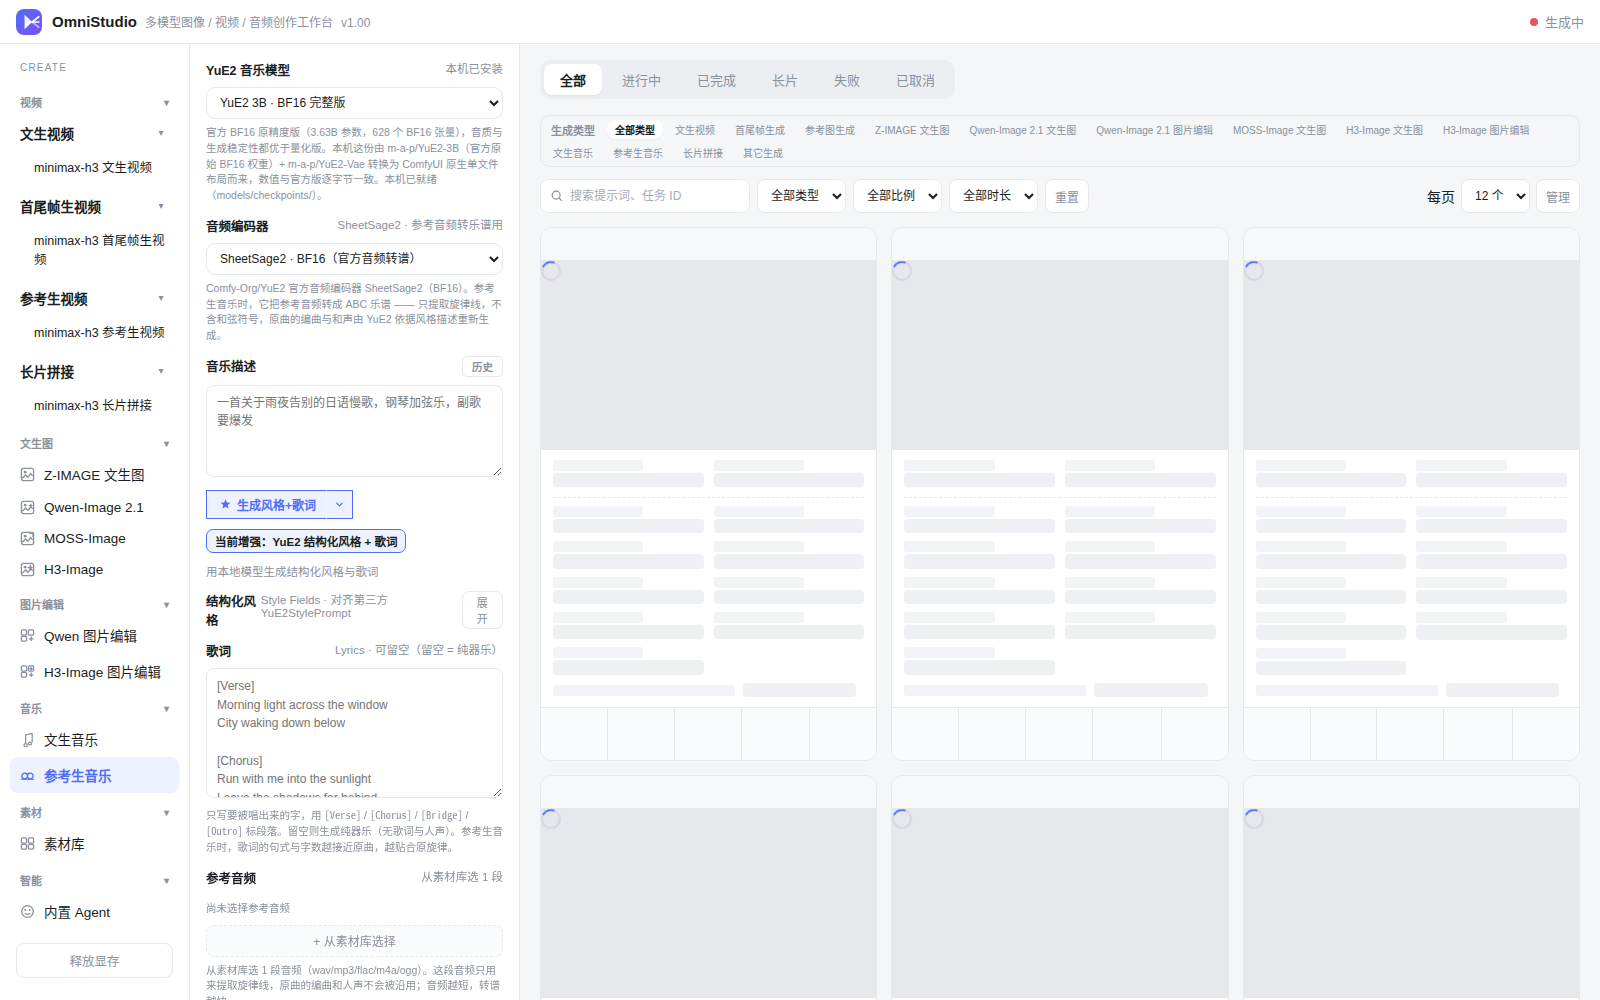 OmniStudio 多模型图像 / 视频 / 音频创作工作台 v1.00
生成中
CREATE
视频
文生视频
minimax-h3 文生视频
首尾帧生视频
minimax-h3 首尾帧生视
频
参考生视频
minimax-h3 参考生视频
长片拼接
minimax-h3 长片拼接
文生图
Z-IMAGE 文生图
Qwen-Image 2.1
MOSS-Image
H3-Image
图片编辑
Qwen 图片编辑
H3-Image 图片编辑
音乐
文生音乐
参考生音乐
素材
素材库
智能
内置 Agent
释放显存
YuE2 音乐模型 本机已安装
YuE2 3B · BF16 完整版
官方 BF16 原精度版（3.63B 参数，628 个 BF16 张量），音质与
生成稳定性都优于量化版。本机这份由 m-a-p/YuE2-3B（官方原
始 BF16 权重）+ m-a-p/YuE2-Vae 转换为 ComfyUI 原生单文件
布局而来，数值与官方版逐字节一致。本机已就绪
（models/checkpoints/）。
音频编码器 SheetSage2 · 参考音频转乐谱用
SheetSage2 · BF16（官方音频转谱）
Comfy-Org/YuE2 官方音频编码器 SheetSage2（BF16）。参考
生音乐时，它把参考音频转成 ABC 乐谱 —— 只提取旋律线，不
含和弦符号，原曲的编曲与和声由 YuE2 依据风格描述重新生
成。
音乐描述 历史
一首关于雨夜告别的日语慢歌，钢琴加弦乐，副歌
要爆发
生成风格+歌词
当前增强：YuE2 结构化风格 + 歌词
用本地模型生成结构化风格与歌词
结构化风
格
Style Fields · 对齐第三方
YuE2StylePrompt
展
开
歌词 Lyrics · 可留空（留空 = 纯器乐）
[Verse]
Morning light across the window
City waking down below
[Chorus]
Run with me into the sunlight
Leave the shadows far behind
只写要被唱出来的字，用 [Verse] / [Chorus] / [Bridge] /
[Outro] 标段落。留空则生成纯器乐（无歌词与人声）。参考生音
乐时，歌词的句式与字数越接近原曲，越贴合原旋律。
参考音频 从素材库选 1 段
尚未选择参考音频
+ 从素材库选择
从素材库选 1 段音频（wav/mp3/flac/m4a/ogg）。这段音频只用
来提取旋律线，原曲的编曲和人声不会被沿用；音频越短，转谱
越快。
全部 进行中 已完成 长片 失败 已取消
生成类型 全部类型 文生视频 首尾帧生成 参考图生成 Z-IMAGE 文生图 Qwen-Image 2.1 文生图 Qwen-Image 2.1 图片编辑 MOSS-Image 文生图 H3-Image 文生图 H3-Image 图片编辑
文生音乐 参考生音乐 长片拼接 其它生成
搜索提示词、任务 ID 全部类型 全部比例 全部时长 重置 每页 12 个 管理